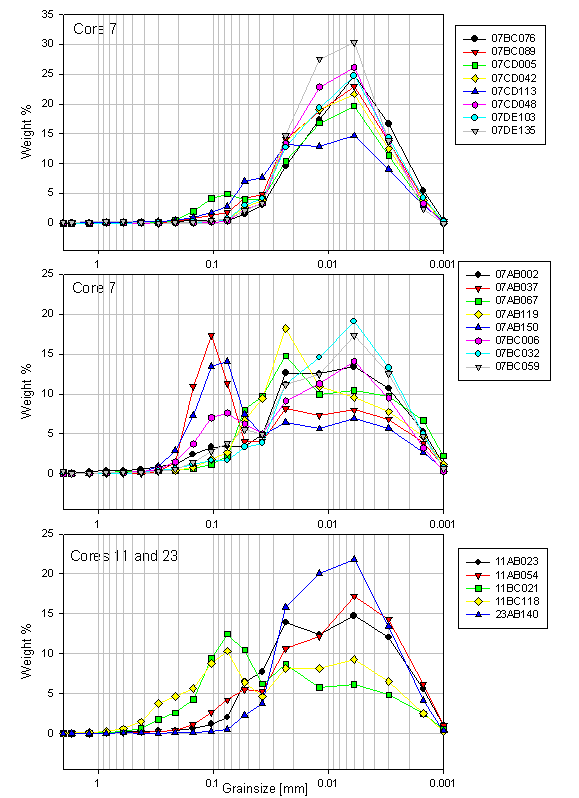 Core 7
35
30
25
20
15
10
5
0
Weight %
1
0.1
0.01
0.001
07BC076
07BC089
07CD005
07CD042
07CD113
07CD048
07DE103
07DE135
Core 7
25
20
15
10
5
0
Weight %
1
0.1
0.01
0.001
07AB002
07AB037
07AB067
07AB119
07AB150
07BC006
07BC032
07BC059
Cores 11 and 23
25
20
15
10
5
0
Weight %
1
0.1
0.01
0.001
Grainsize [mm]
11AB023
11AB054
11BC021
11BC118
23AB140